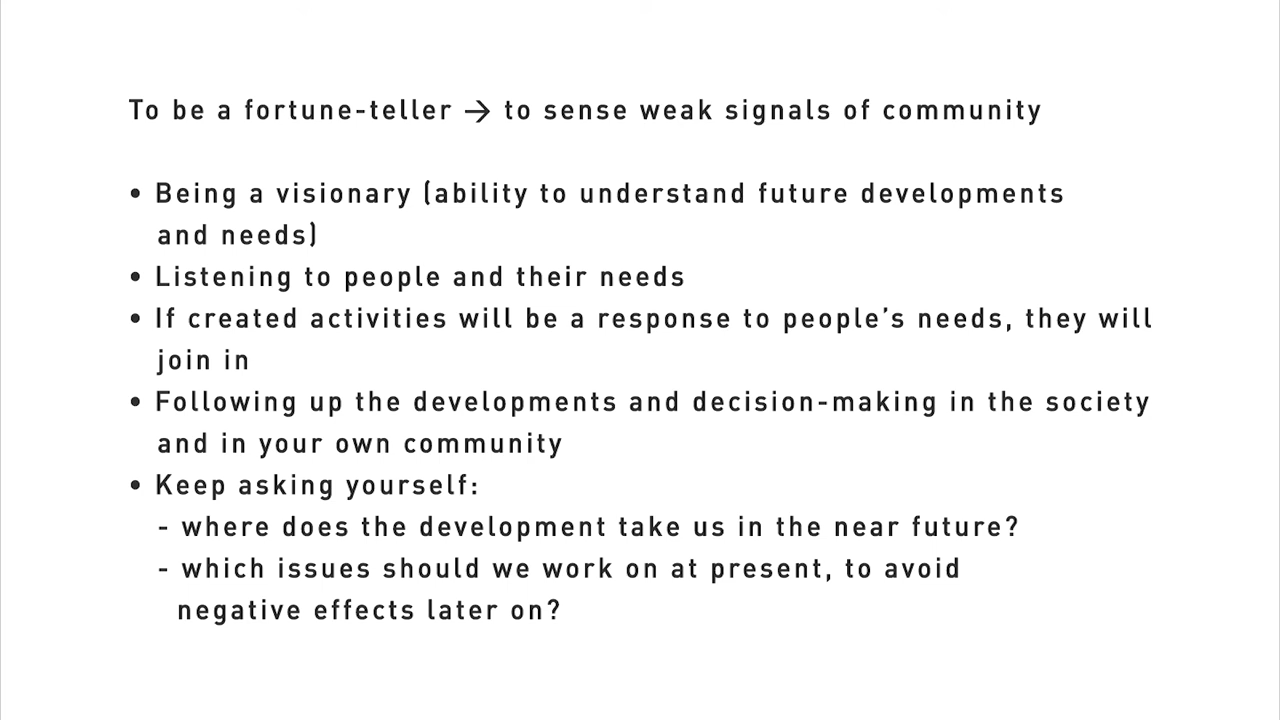 To be a fortune-teller → to sense weak signals of community
• Being a visionary (ability to understand future developments
and needs)
• Listening to people and their needs
• If created activities will be a response to people’s needs, they will
join in
• Following up the developments and decision-making in the society
and in your own community
• Keep asking yourself:
- where does the development take us in the near future?
- which issues should we work on at present, to avoid
negative effects later on?